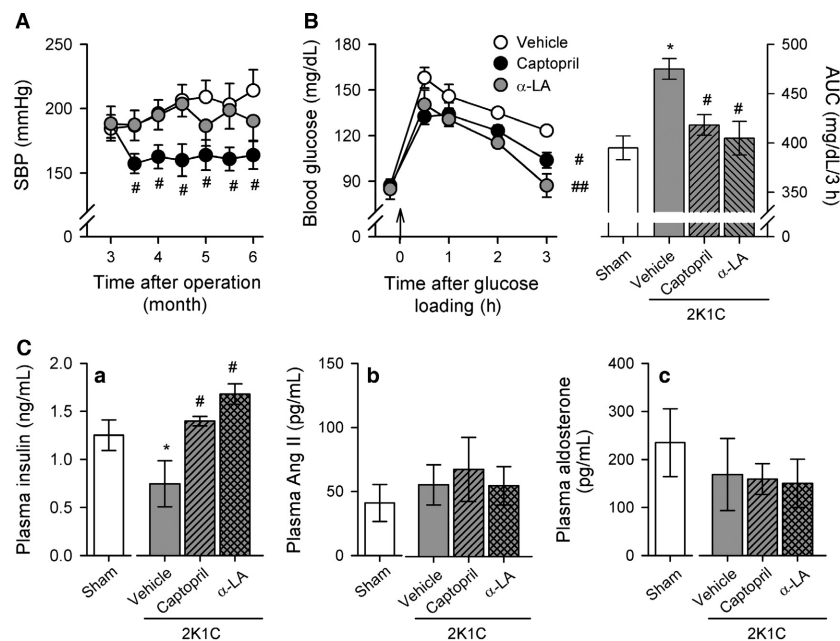 A
SBP (mmHg)
250
200
150
0
# # # # # #
3 4 5 6
Time after operation
(month)
B
Blood glucose (mg/dL)
180
150
120
90
0
Vehicle
Captopril
α-LA
#
##
0 1 2 3
Time after glucose
loading (h)
* # #
500
450
400
350
0
AUC (mg/dL/3 h)
Sham
Vehicle
Captopril
α-LA
2K1C
C
a
Plasma insulin (ng/mL)
2.0
1.5
1.0
0.5
0.0
* # #
Sham
Vehicle
Captopril
α-LA
2K1C
b
Plasma Ang II (pg/mL)
150
100
50
0
Sham
Vehicle
Captopril
α-LA
2K1C
c
Plasma aldosterone
(pg/mL)
400
300
200
100
0
Sham
Vehicle
Captopril
α-LA
2K1C